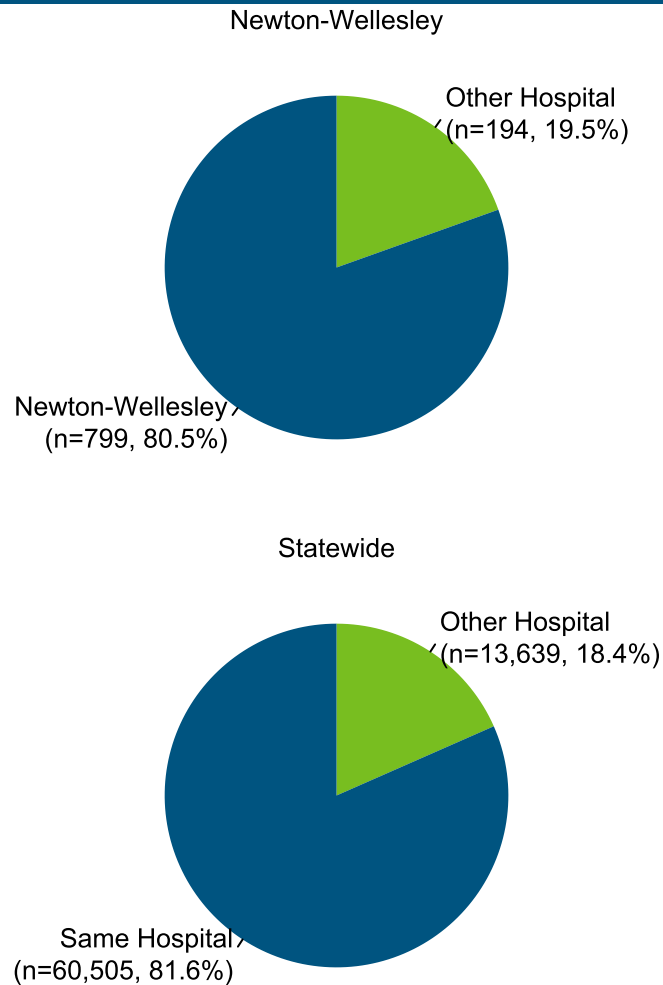 Newton-Wellesley
Other Hospital
(n=194, 19.5%)
Newton-Wellesley
(n=799, 80.5%)
Statewide
Other Hospital
(n=13,639, 18.4%)
Same Hospital
(n=60,505, 81.6%)